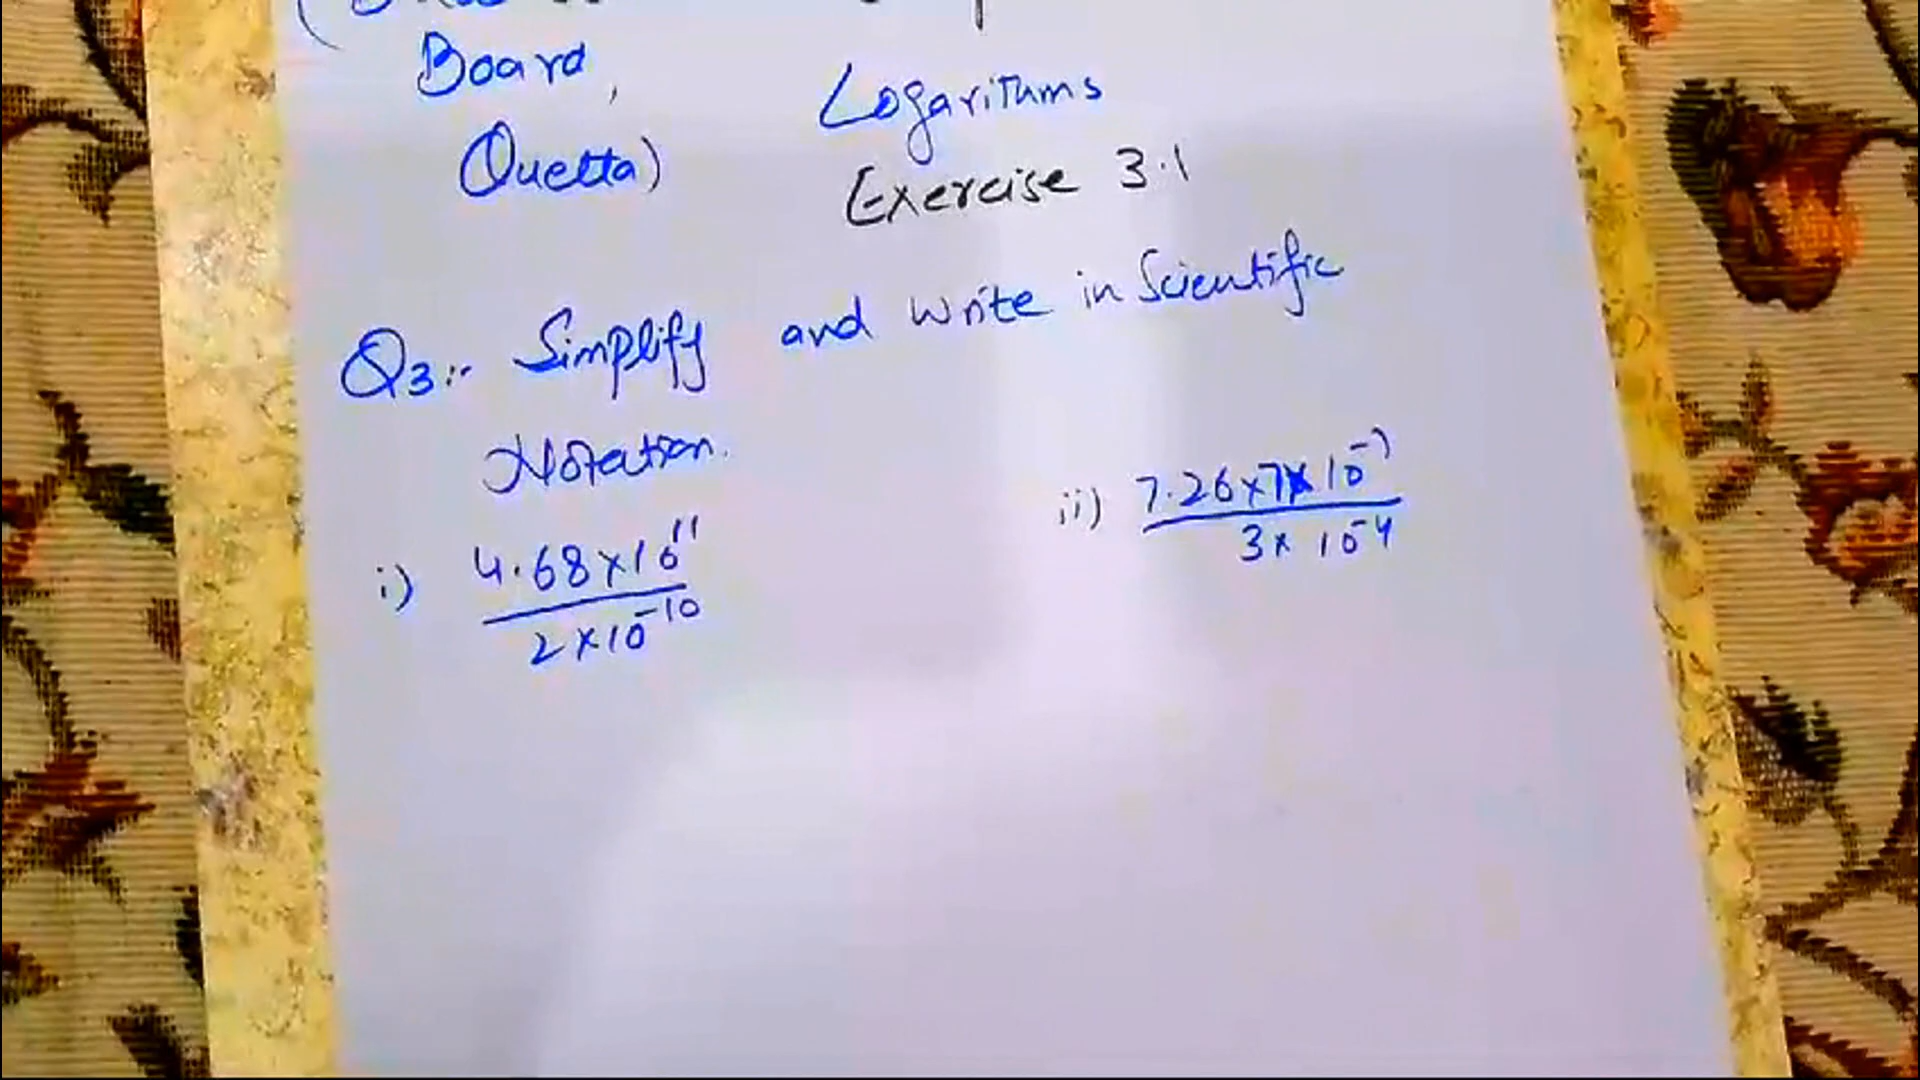 Board,
Quetta)
Logarithms
Exercise 3.1
Q3:- Simplify and write in Scientific
Notation.
i) 4.68×10¹¹ / 2×10⁻¹⁰
ii) 7.26×7×10⁻⁷ / 3×10⁻⁴